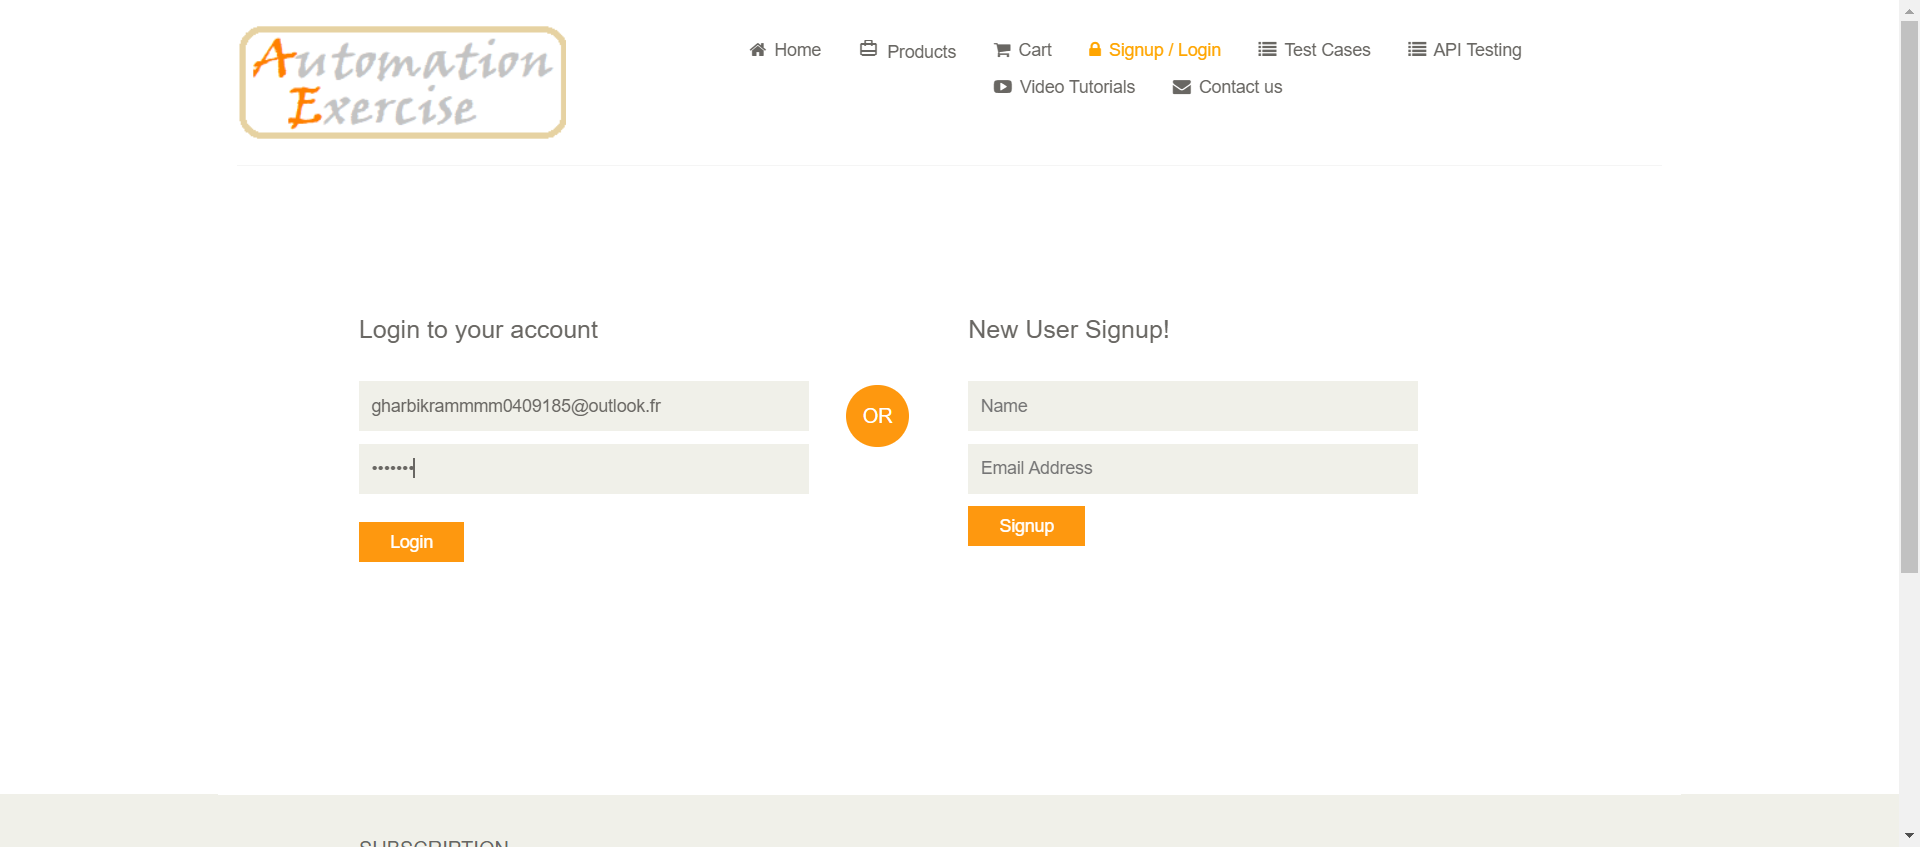 Automation
Exercise
Home Products Cart Signup / Login Test Cases API Testing
Video Tutorials Contact us
Login to your account
gharbikrammmm0409185@outlook.fr
•••••••
Login
OR
New User Signup!
Name
Email Address
Signup
SUBSCRIPTION